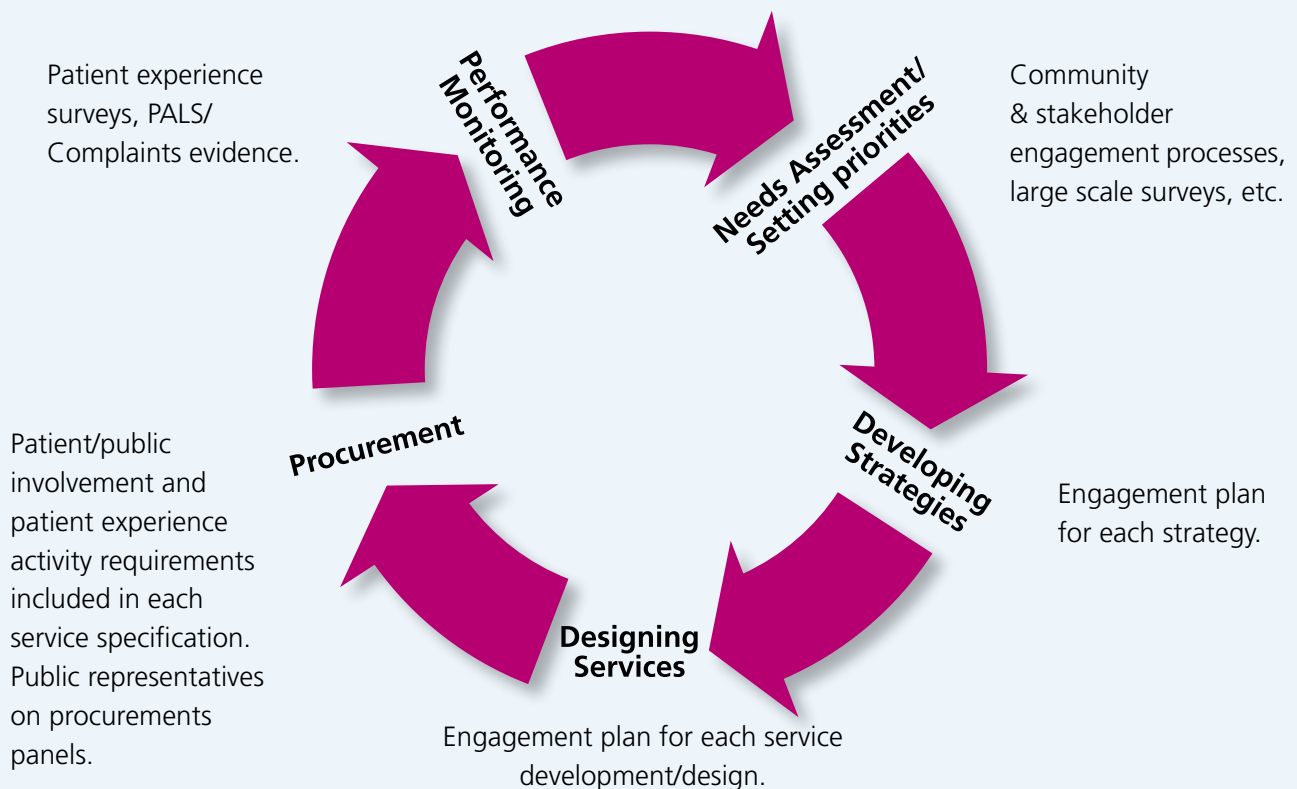 Patient experience
surveys, PALS/
Complaints evidence.
Performance
Monitoring
Needs Assessment/
Setting priorities
Community
& stakeholder
engagement processes,
large scale surveys, etc.
Developing
Strategies
Engagement plan
for each strategy.
Designing
Services
Engagement plan for each service
development/design.
Procurement
Patient/public
involvement and
patient experience
activity requirements
included in each
service specification.
Public representatives
on procurements
panels.